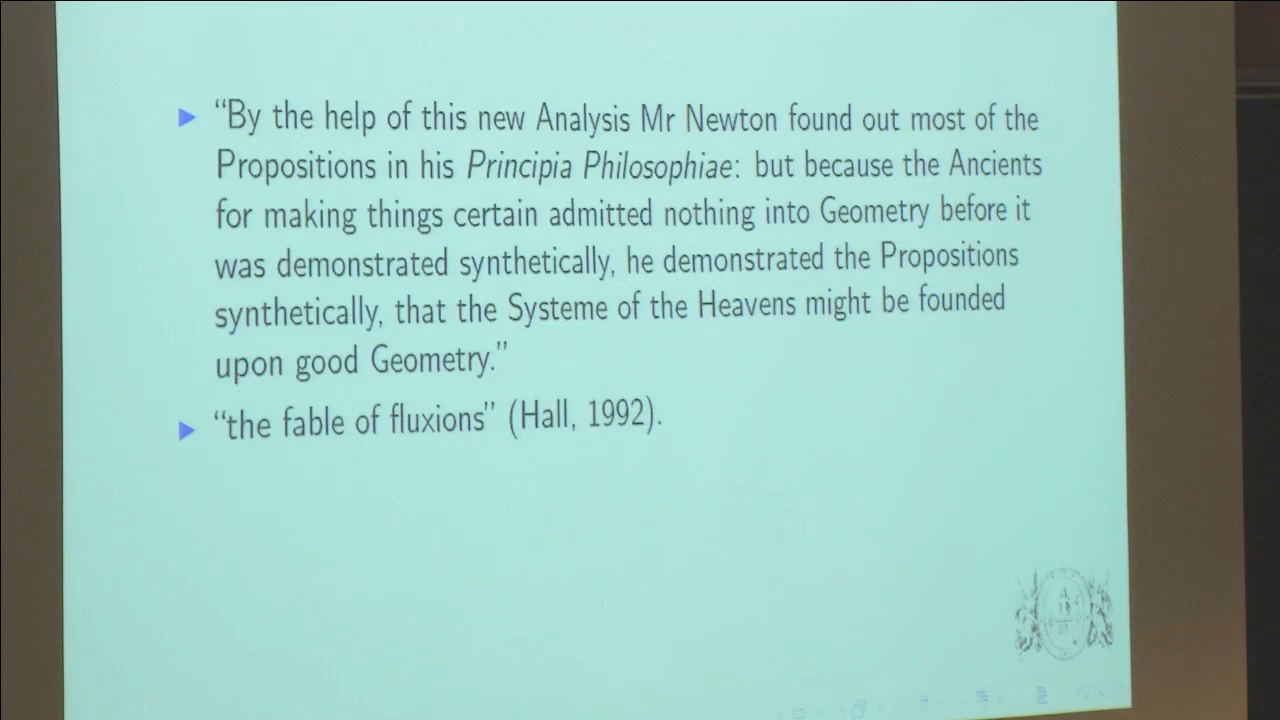 “By the help of this new Analysis Mr Newton found out most of the
Propositions in his Principia Philosophiae: but because the Ancients
for making things certain admitted nothing into Geometry before it
was demonstrated synthetically, he demonstrated the Propositions
synthetically, that the Systeme of the Heavens might be founded
upon good Geometry.”
“the fable of fluxions” (Hall, 1992).